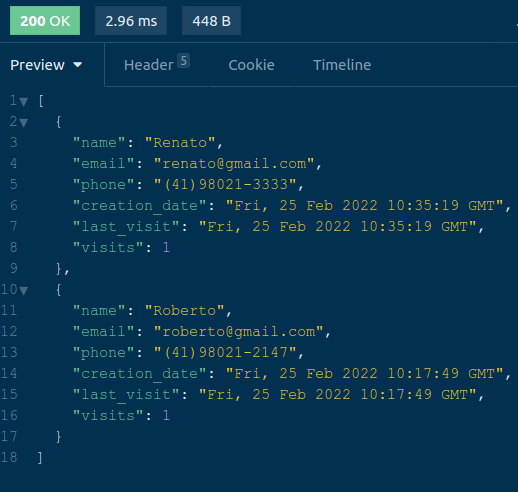 200 OK 2.96 ms 448 B
Preview Header 5 Cookie Timeline
1 [
2 {
3 "name": "Renato",
4 "email": "renato@gmail.com",
5 "phone": "(41)98021-3333",
6 "creation_date": "Fri, 25 Feb 2022 10:35:19 GMT",
7 "last_visit": "Fri, 25 Feb 2022 10:35:19 GMT",
8 "visits": 1
9 },
10 {
11 "name": "Roberto",
12 "email": "roberto@gmail.com",
13 "phone": "(41)98021-2147",
14 "creation_date": "Fri, 25 Feb 2022 10:17:49 GMT",
15 "last_visit": "Fri, 25 Feb 2022 10:17:49 GMT",
16 "visits": 1
17 }
18 ]